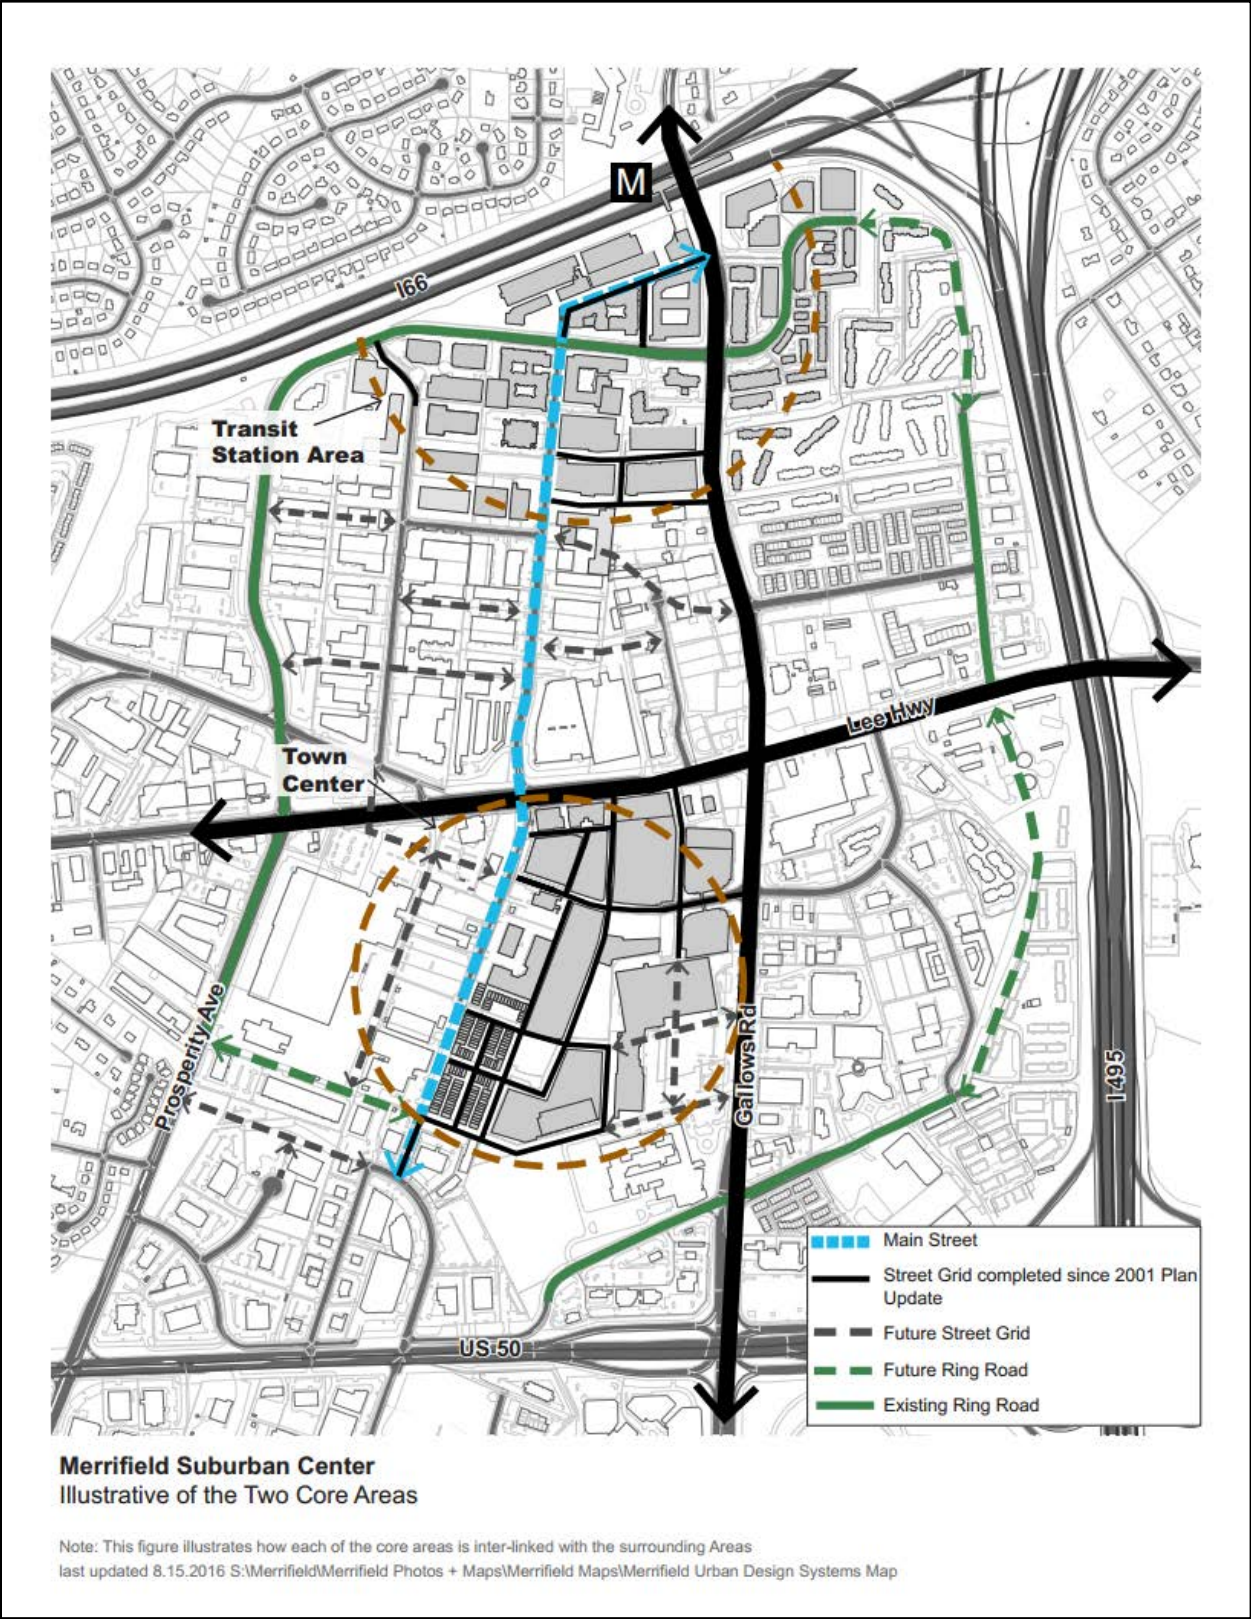 M
I66
Transit
Station Area
Lee Hwy
Town
Center
Prosperity Ave
Gallows Rd
I 495
US 50
Main Street
Street Grid completed since 2001 Plan
Update
Future Street Grid
Future Ring Road
Existing Ring Road
Merrifield Suburban Center
Illustrative of the Two Core Areas
Note: This figure illustrates how each of the core areas is inter-linked with the surrounding Areas
last updated 8.15.2016 S:\Merrifield\Merrifield Photos + Maps\Merrifield Maps\Merrifield Urban Design Systems Map